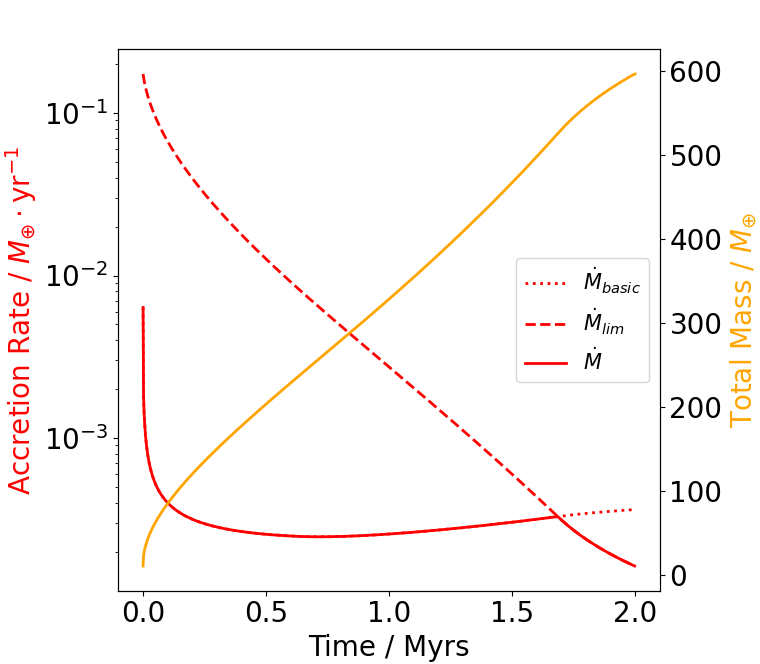 Accretion Rate / M⊕ · yr⁻¹
10⁻¹
10⁻²
10⁻³
600
500
400
300
200
100
0
Total Mass / M⊕
Ṁ_basic
Ṁ_lim
Ṁ
0.0 0.5 1.0 1.5 2.0
Time / Myrs